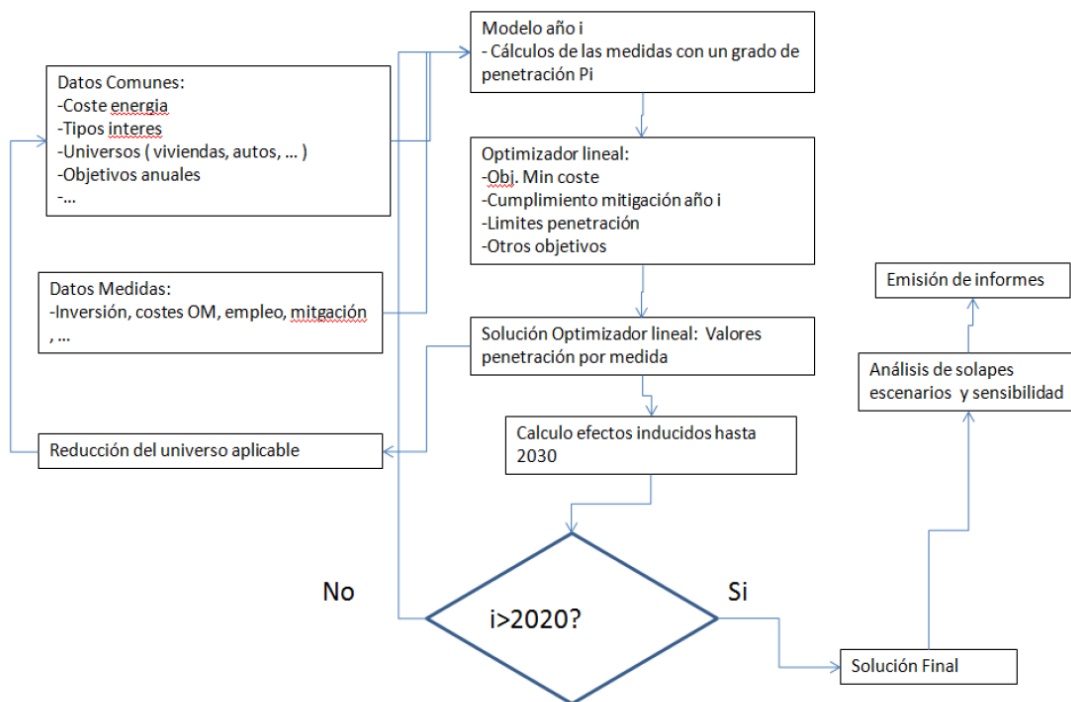 Modelo año i
- Cálculos de las medidas con un grado de
penetración Pi
Datos Comunes:
-Coste energia
-Tipos interes
-Universos ( viviendas, autos, ... )
-Objetivos anuales
-...
Optimizador lineal:
-Obj. Min coste
-Cumplimiento mitigación año i
-Limites penetración
-Otros objetivos
Datos Medidas:
-Inversión, costes OM, empleo, mitgación
, ...
Emisión de informes
Solución Optimizador lineal:  Valores
penetración por medida
Análisis de solapes
escenarios  y sensibilidad
Reducción del universo aplicable
Calculo efectos inducidos hasta
2030
No
Si
i>2020?
Solución Final